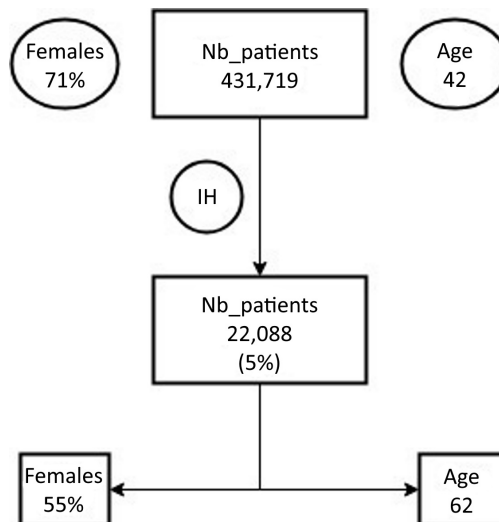 Females
71%
Nb_patients
431,719
Age
42
IH
Nb_patients
22,088
(5%)
Females
55%
Age
62